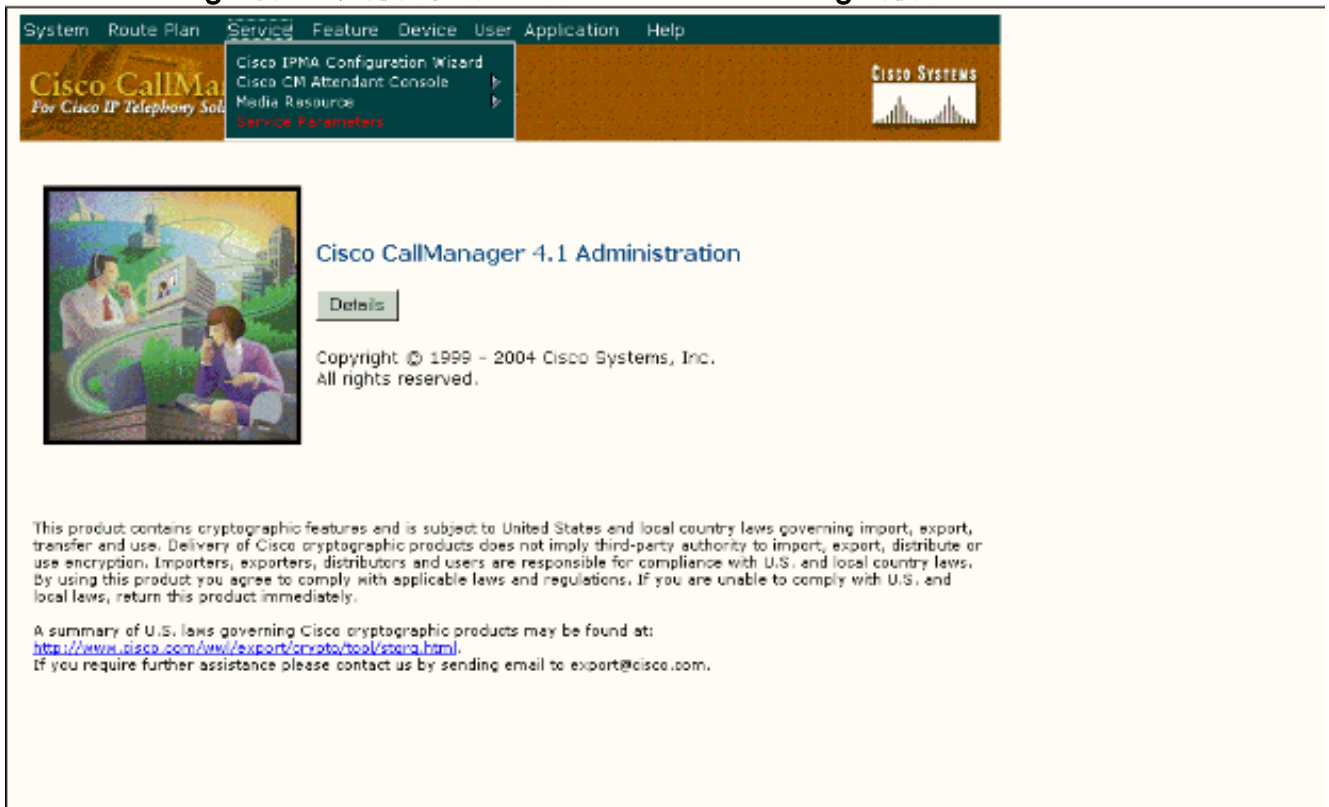 System Route Plan Service Feature Device User Application Help
Cisco IPMA Configuration Wizard
Cisco CM Attendant Console
Media Resource
Service Parameters
Cisco CallMa
For Cisco IP Telephony Sol
CISCO SYSTEMS
Cisco CallManager 4.1 Administration
Details
Copyright © 1999 - 2004 Cisco Systems, Inc.
All rights reserved.
This product contains cryptographic features and is subject to United States and local country laws governing import, export,
transfer and use. Delivery of Cisco cryptographic products does not imply third-party authority to import, export, distribute or
use encryption. Importers, exporters, distributors and users are responsible for compliance with U.S. and local country laws.
By using this product you agree to comply with applicable laws and regulations. If you are unable to comply with U.S. and
local laws, return this product immediately.
A summary of U.S. laws governing Cisco cryptographic products may be found at:
http://www.cisco.com/wwl/export/crypto/tool/stqrg.html.
If you require further assistance please contact us by sending email to export@cisco.com.